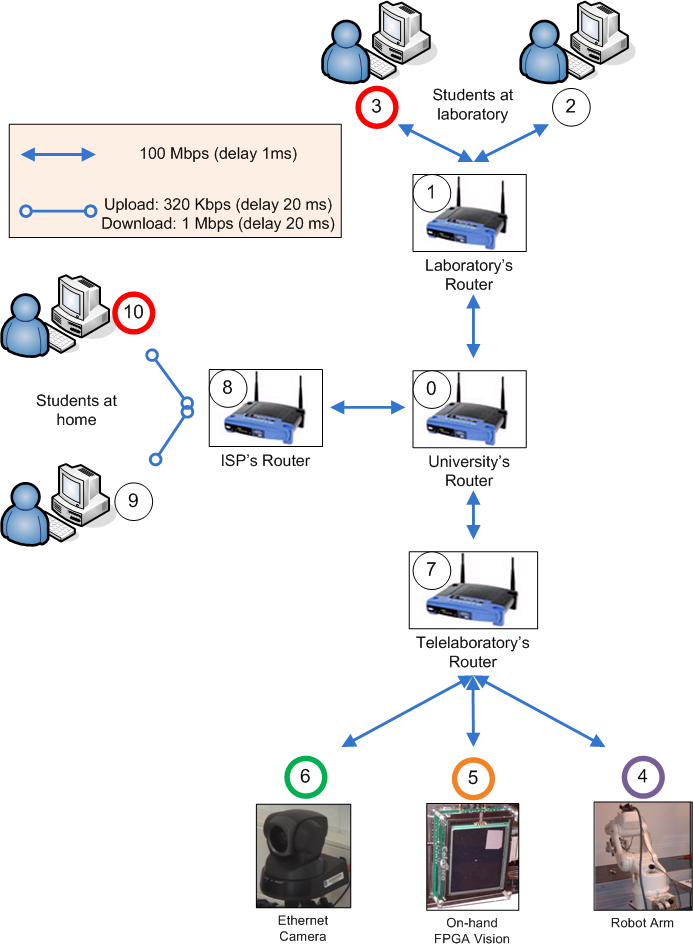 3
Students at
laboratory
2
100 Mbps (delay 1ms)
Upload: 320 Kbps (delay 20 ms)
Download: 1 Mbps (delay 20 ms)
1
Laboratory's
Router
10
Students at
home
9
8
ISP's Router
0
University's
Router
7
Telelaboratory's
Router
6
5
4
Ethernet
Camera
On-hand
FPGA Vision
Robot Arm